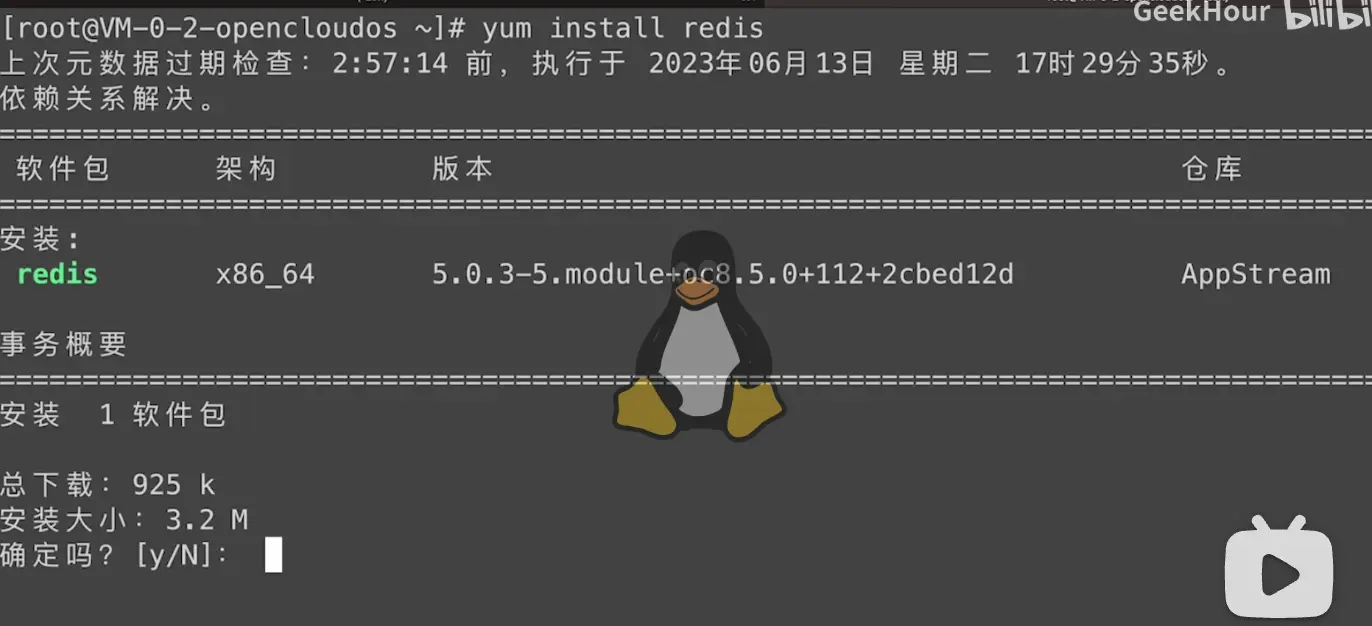 GeekHour bilibi
[root@VM-0-2-opencloudos ~]# yum install redis
上次元数据过期检查：2:57:14 前，执行于 2023年06月13日 星期二 17时29分35秒。
依赖关系解决。
================================================================================
软件包 架构 版本 仓库
================================================================================
安装:
redis x86_64 5.0.3-5.module+oc8.5.0+112+2cbed12d AppStream
事务概要
================================================================================
安装 1 软件包
总下载：925 k
安装大小：3.2 M
确定吗？[y/N]：